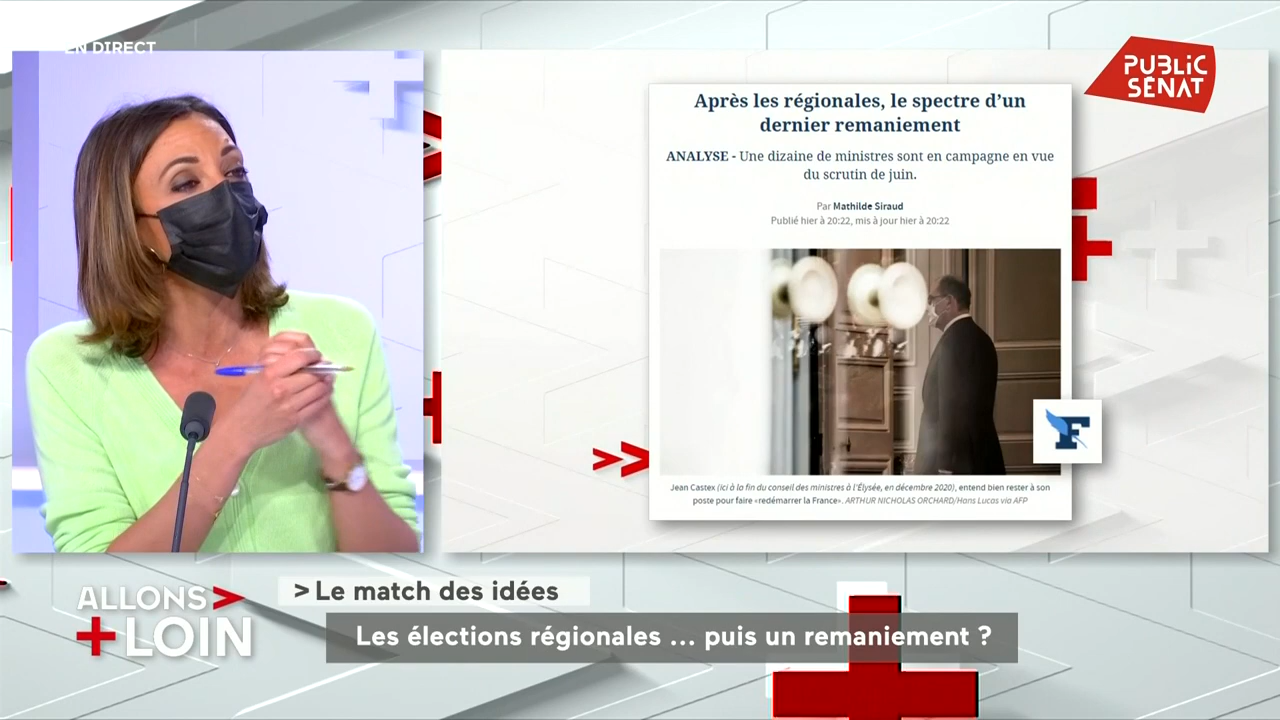 EN DIRECT
PUBLIC
SÉNAT
Après les régionales, le spectre d’un
dernier remaniement
ANALYSE - Une dizaine de ministres sont en campagne en vue
du scrutin de juin.
Par Mathilde Siraud
Publié hier à 20:22, mis à jour hier à 20:22
F
Jean Castex (ici à la fin du conseil des ministres à l’Élysée, en décembre 2020), entend bien rester à son
poste pour faire «redémarrer la France». ARTHUR NICHOLAS ORCHARD/Hans Lucas via AFP
ALLONS >
+LOIN
> Le match des idées
Les élections régionales ... puis un remaniement ?